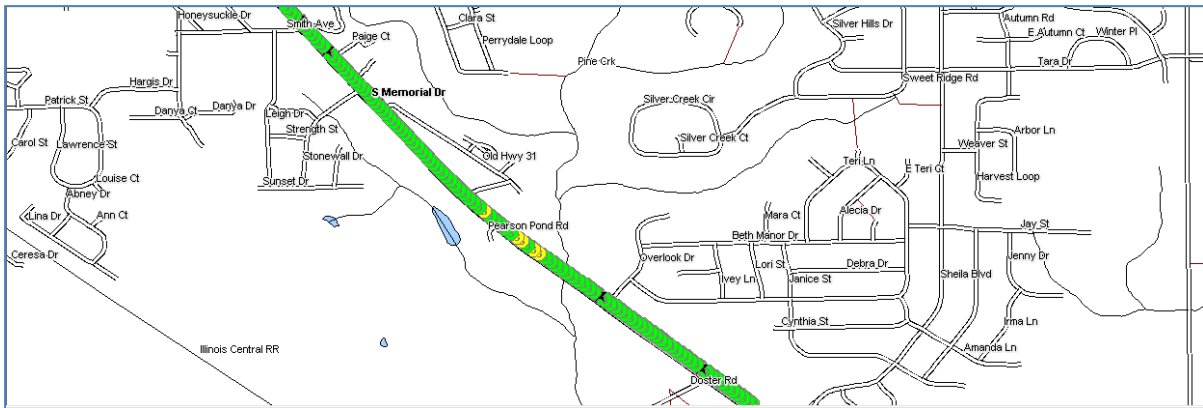 Honeysuckle Dr
Smith Ave
Clara St
Paige Ct
Perrydale Loop
Silver Hills Dr
Autumn Rd
E Autumn Ct
Winter Pl
Pine Crk
Tara Dr
Hargis Dr
Sweet Ridge Rd
Patrick St
Danya Ct
Danya Dr
S Memorial Dr
Silver Creek Cir
Leigh Dr
Strength St
Silver Creek Ct
Arbor Ln
Carol St
Lawrence St
Weaver St
Stonewall Dr
Old Hwy 31
Teri Ln
E Teri Ct
Louise Ct
Sunset Dr
Harvest Loop
Abney Dr
Lina Dr
Ann Ct
Mara Ct
Alecia Dr
Pearson Pond Rd
Jay St
Beth Manor Dr
Ceresa Dr
Overlook Dr
Jenny Dr
Lori St
Debra Dr
Ivey Ln
Janice St
Sheila Blvd
Cynthia St
Irma Ln
Illinois Central RR
Amanda Ln
Doster Rd